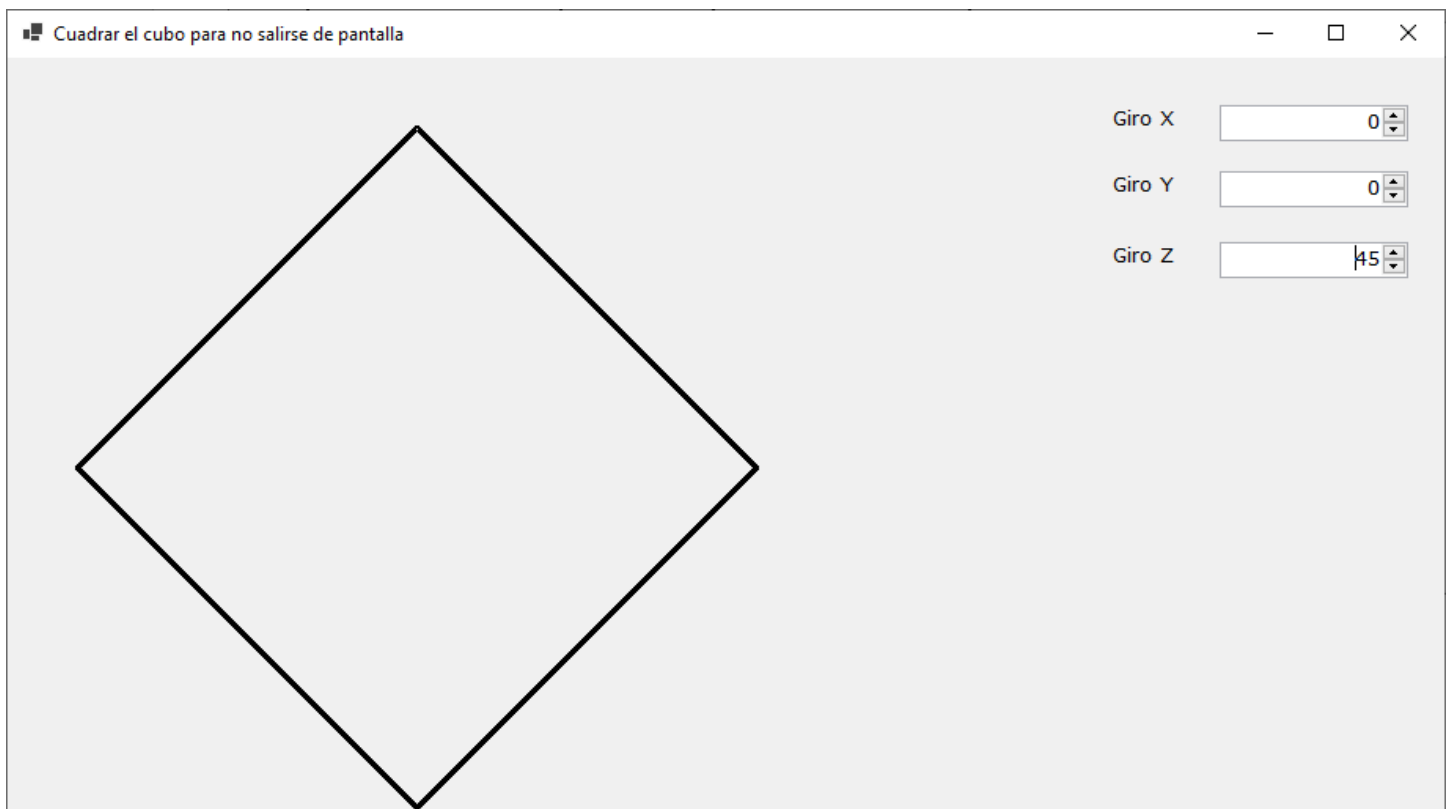 Cuadrar el cubo para no salirse de pantalla
Giro X 0
Giro Y 0
Giro Z 45